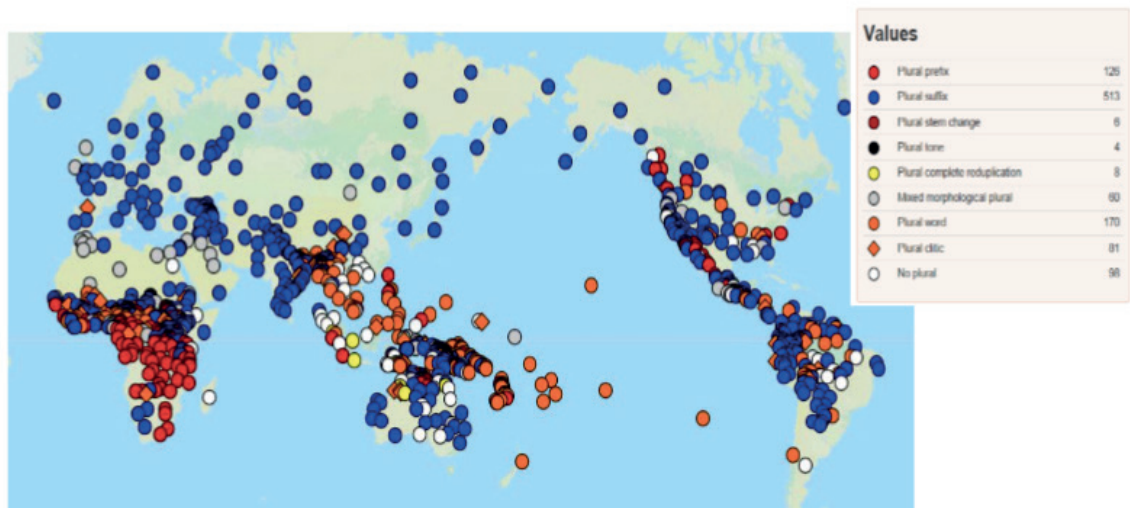 Values
Plural prefix 126
Plural suffix 513
Plural stem change 6
Plural tone 4
Plural complete reduplication 8
Mixed morphological plural 60
Plural word 170
Plural clitic 81
No plural 98